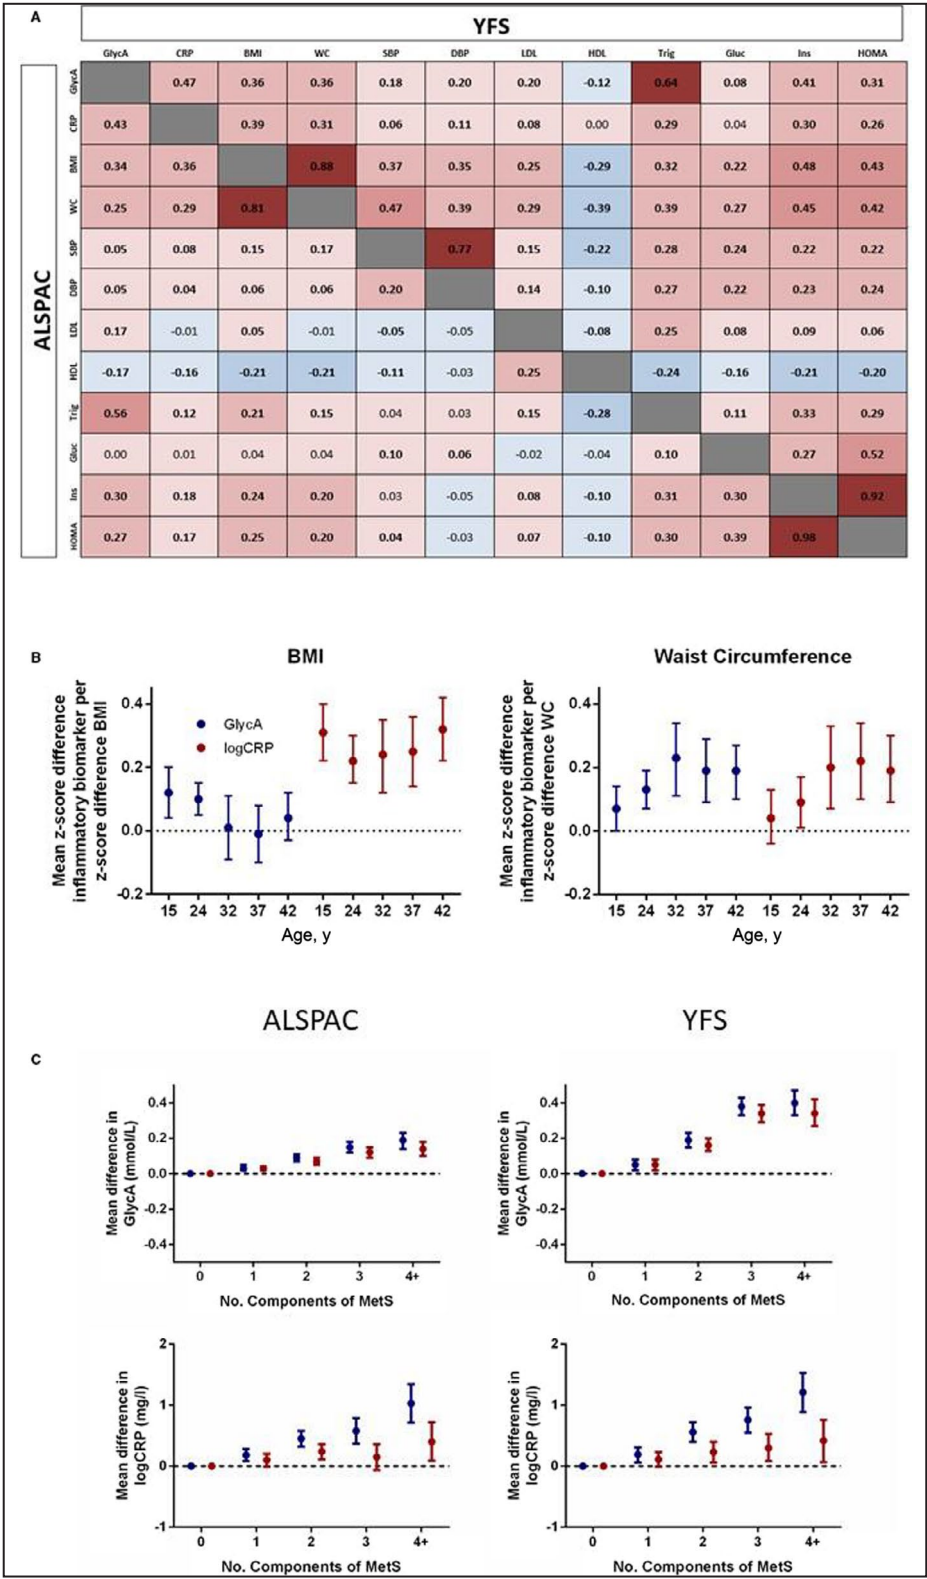 A
YFS
GlycA CRP BMI WC SBP DBP LDL HDL Trig Gluc Ins HOMA
ALSPAC
GlycA 0.47 0.36 0.36 0.18 0.20 0.20 -0.12 0.64 0.08 0.41 0.31
CRP 0.43 0.39 0.31 0.06 0.11 0.08 0.00 0.29 0.04 0.30 0.26
BMI 0.34 0.36 0.88 0.37 0.35 0.25 -0.29 0.32 0.22 0.48 0.43
WC 0.25 0.29 0.81 0.47 0.39 0.29 -0.39 0.39 0.27 0.45 0.42
SBP 0.05 0.08 0.15 0.17 0.77 0.15 -0.22 0.28 0.24 0.22 0.22
DBP 0.05 0.04 0.06 0.06 0.20 0.14 -0.10 0.27 0.22 0.23 0.24
LDL 0.17 -0.01 0.05 -0.01 -0.05 -0.05 -0.08 0.25 0.08 0.09 0.06
HDL -0.17 -0.16 -0.21 -0.21 -0.11 -0.03 0.25 -0.24 -0.16 -0.21 -0.20
Trig 0.56 0.12 0.21 0.15 0.04 0.03 0.15 -0.28 0.11 0.33 0.29
Gluc 0.00 0.01 0.04 0.04 0.10 0.06 -0.02 -0.04 0.10 0.27 0.52
Ins 0.30 0.18 0.24 0.20 0.03 -0.05 0.08 -0.10 0.31 0.30 0.92
HOMA 0.27 0.17 0.25 0.20 0.04 -0.03 0.07 -0.10 0.30 0.39 0.98
B
BMI
Mean z-score difference
inflammatory biomarker per
z-score difference BMI
0.4
0.2
0.0
-0.2
GlycA
logCRP
15 24 32 37 42 15 24 32 37 42
Age, y
Waist Circumference
Mean z-score difference
inflammatory biomarker per
z-score difference WC
0.4
0.2
0.0
-0.2
15 24 32 37 42 15 24 32 37 42
Age, y
C
ALSPAC
YFS
Mean difference in
GlycA (mmol/L)
0.4
0.2
0.0
-0.2
-0.4
0 1 2 3 4+
No. Components of MetS
Mean difference in
GlycA (mmol/L)
0.4
0.2
0.0
-0.2
-0.4
0 1 2 3 4+
No. Components of MetS
Mean difference in
logCRP (mg/l)
2
1
0
-1
0 1 2 3 4+
No. Components of MetS
Mean difference in
logCRP (mg/l)
2
1
0
-1
0 1 2 3 4+
No. Components of MetS